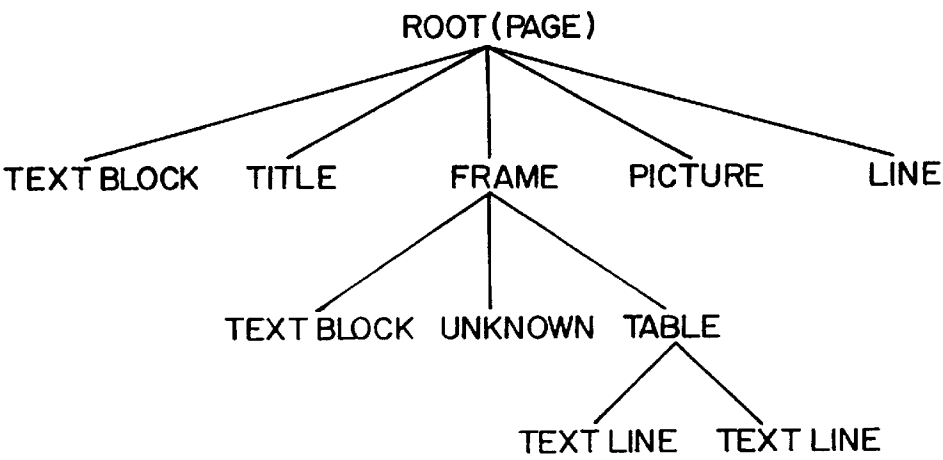 ROOT (PAGE)
TEXT BLOCK TITLE FRAME PICTURE LINE
TEXT BLOCK UNKNOWN TABLE
TEXT LINE TEXT LINE